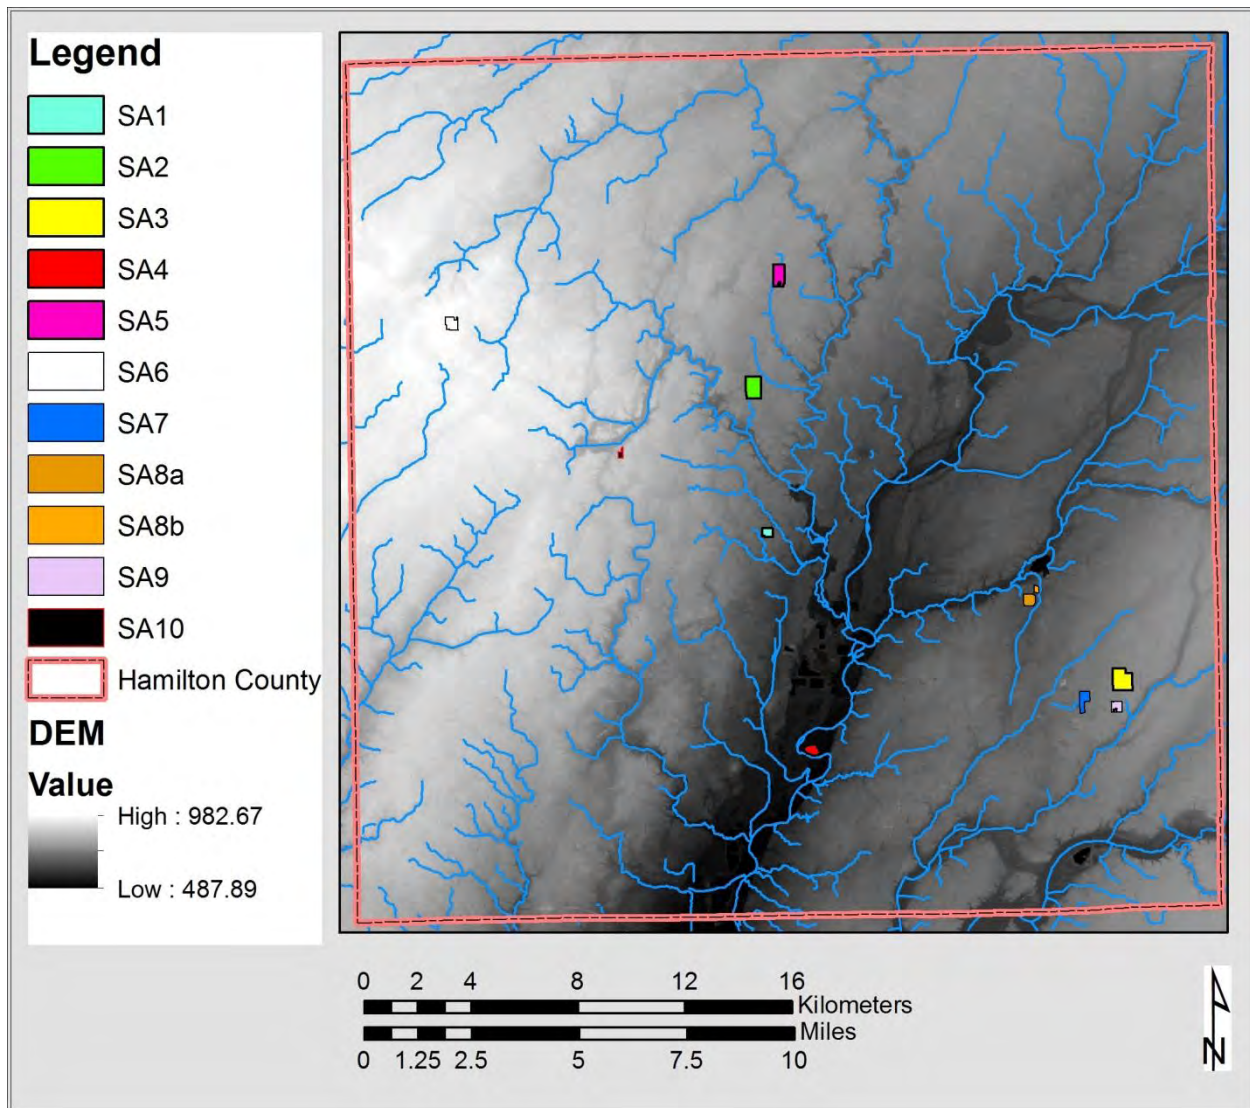 Legend
SA1
SA2
SA3
SA4
SA5
SA6
SA7
SA8a
SA8b
SA9
SA10
Hamilton County
DEM
Value
High : 982.67
Low : 487.89
0 2 4 8 12 16
Kilometers
Miles
0 1.25 2.5 5 7.5 10
N